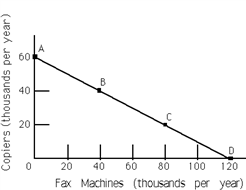 Copiers (thousands per year)
A
60
B
40
C
20
D
0 20 40 60 80 100 120
Fax Machines (thousands per year)